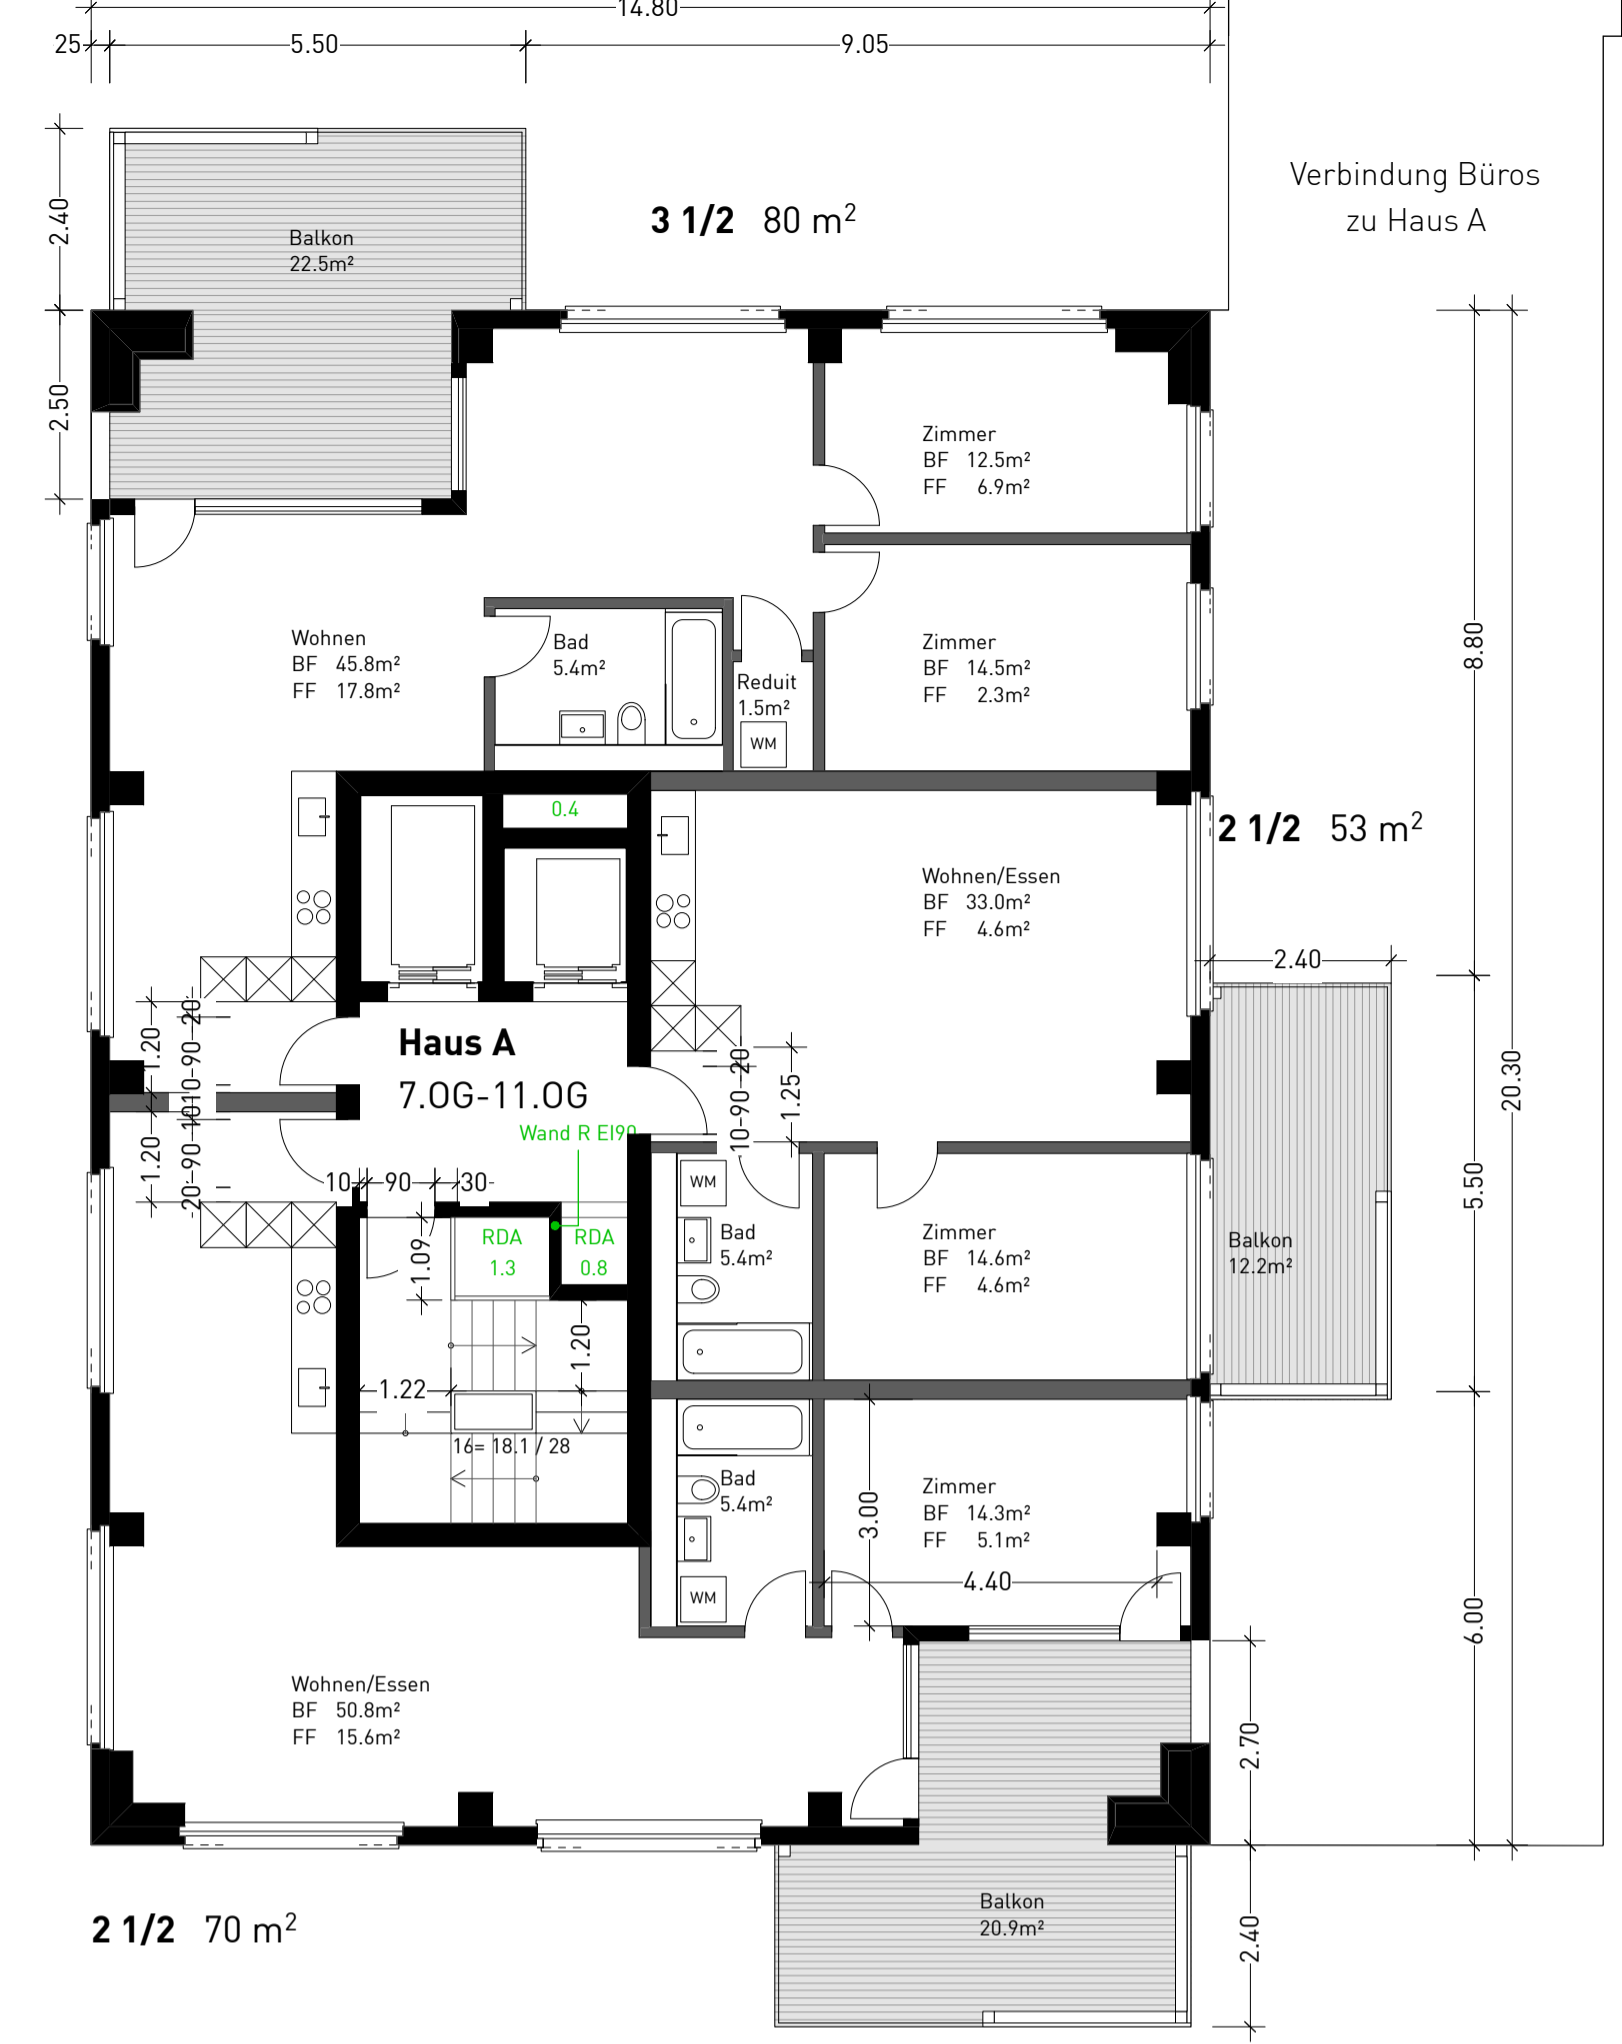 14.80
25
5.50
9.05
2.40
Verbindung Büros
zu Haus A
3 1/2 80 m²
Balkon
22.5m²
2.50
Zimmer
BF 12.5m²
FF 6.9m²
Wohnen
BF 45.8m²
FF 17.8m²
Bad
5.4m²
Reduit
1.5m²
WM
Zimmer
BF 14.5m²
FF 2.3m²
8.80
0.4
2 1/2 53 m²
Wohnen/Essen
BF 33.0m²
FF 4.6m²
2.40
20.30
Haus A
7.OG-11.OG
Wand R EI90
1.20
10-90-20
1.20
20-90-10
10-90-20
1.25
10
90
30
1.09
RDA
1.3
RDA
0.8
1.20
1.22
16= 18.1 / 28
WM
Bad
5.4m²
Zimmer
BF 14.6m²
FF 4.6m²
Balkon
12.2m²
5.50
Bad
5.4m²
WM
3.00
Zimmer
BF 14.3m²
FF 5.1m²
4.40
6.00
Wohnen/Essen
BF 50.8m²
FF 15.6m²
2.70
2 1/2 70 m²
Balkon
20.9m²
2.40